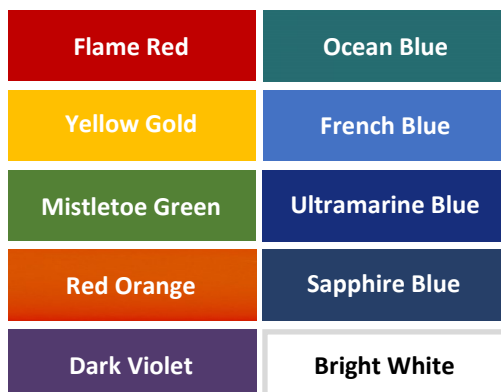 Flame Red
Ocean Blue
Yellow Gold
French Blue
Mistletoe Green
Ultramarine Blue
Red Orange
Sapphire Blue
Dark Violet
Bright White